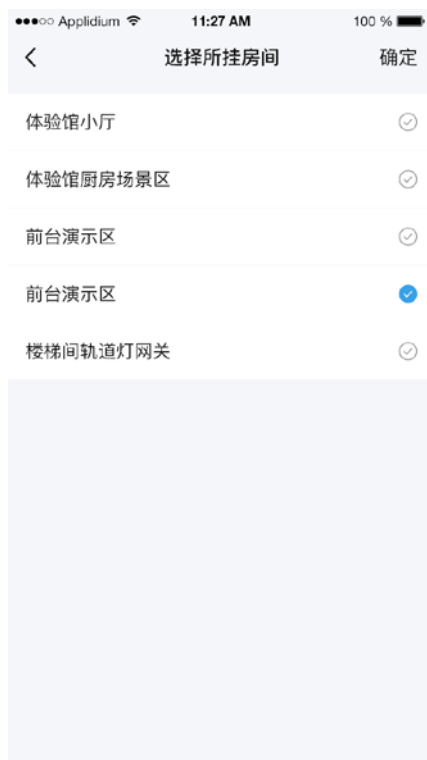 Applidium 11:27 AM 100 %
选择所挂房间 确定
体验馆小厅
体验馆厨房场景区
前台演示区
前台演示区
楼梯间轨道灯网关